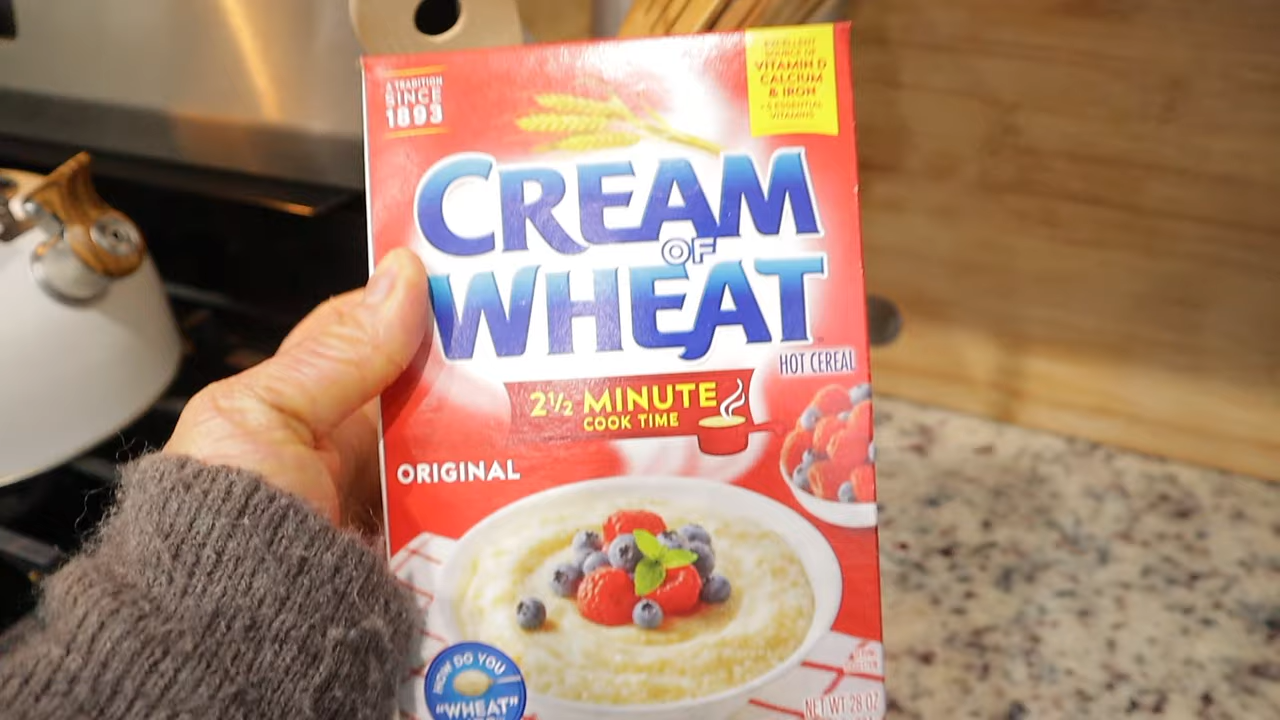 A TRADITION
SINCE
1893
EXCELLENT
SOURCE OF
VITAMIN D
CALCIUM
& IRON
ESSENTIAL
VITAMINS
CREAM
OF
WHEAT
HOT CEREAL
2½ MINUTE
COOK TIME
ORIGINAL
HOW DO YOU
"WHEAT"
NET WT 28 OZ